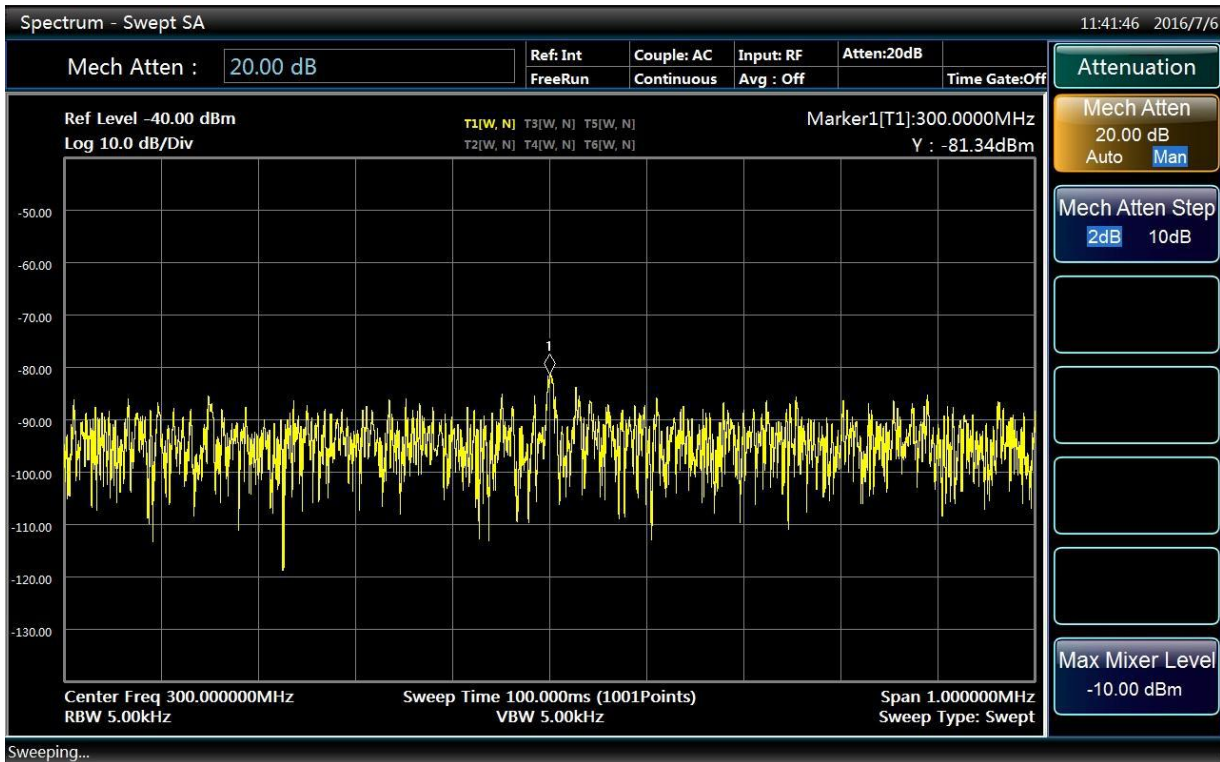 Spectrum - Swept SA
11:41:46 2016/7/6
Mech Atten : 20.00 dB
Ref: Int Couple: AC Input: RF Atten:20dB
FreeRun Continuous Avg : Off Time Gate:Off
Ref Level -40.00 dBm
Log 10.0 dB/Div
T1[W, N] T3[W, N] T5[W, N]
T2[W, N] T4[W, N] T6[W, N]
Marker1[T1]:300.0000MHz
Y : -81.34dBm
-50.00
-60.00
-70.00
-80.00
-90.00
-100.00
-110.00
-120.00
-130.00
1
Center Freq 300.000000MHz Sweep Time 100.000ms (1001Points) Span 1.000000MHz
RBW 5.00kHz VBW 5.00kHz Sweep Type: Swept
Sweeping...
Attenuation
Mech Atten
20.00 dB
Auto Man
Mech Atten Step
2dB 10dB
Max Mixer Level
-10.00 dBm